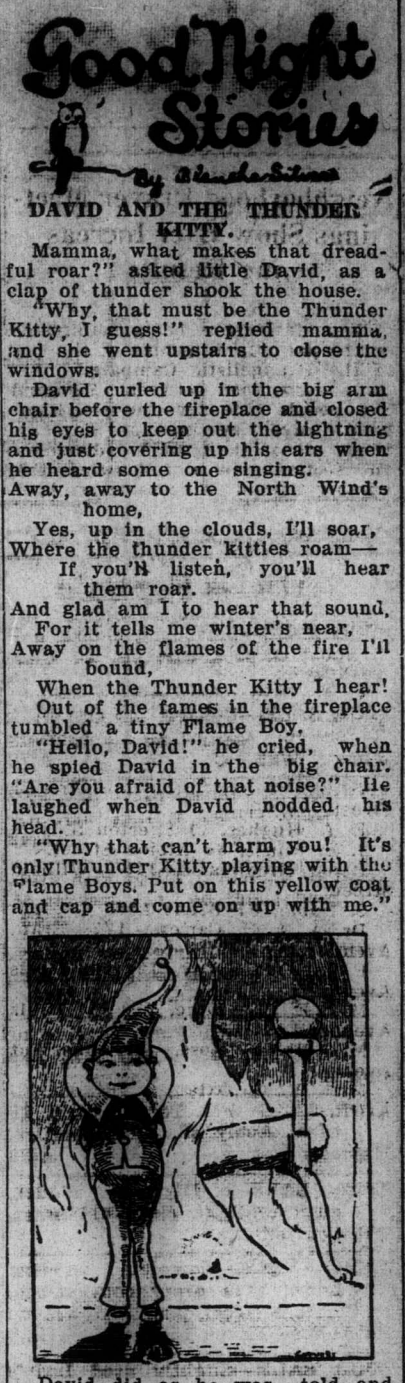 Good Night
Stories
By Blanche Silver
DAVID AND THE THUNDER
KITTY.
Mamma, what makes that dread-
ful roar?" asked little David, as a
clap of thunder shook the house.
"Why, that must be the Thunder
Kitty, I guess!" replied mamma,
and she went upstairs to close the
windows.
David curled up in the big arm
chair before the fireplace and closed
his eyes to keep out the lightning
and just covering up his ears when
he heard some one singing.
Away, away to the North Wind's
home,
Yes, up in the clouds, I'll soar,
Where the thunder kitties roam—
If you'll listen, you'll hear
them roar.
And glad am I to hear that sound,
For it tells me winter's near,
Away on the flames of the fire I'll
bound,
When the Thunder Kitty I hear!
Out of the fames in the fireplace
tumbled a tiny Flame Boy.
"Hello, David!" he cried, when
he spied David in the big chair.
"Are you afraid of that noise?" He
laughed when David nodded his
head.
"Why that can't harm you! It's
only Thunder Kitty playing with the
Flame Boys. Put on this yellow coat
and cap and come on up with me."
David did as he was told and